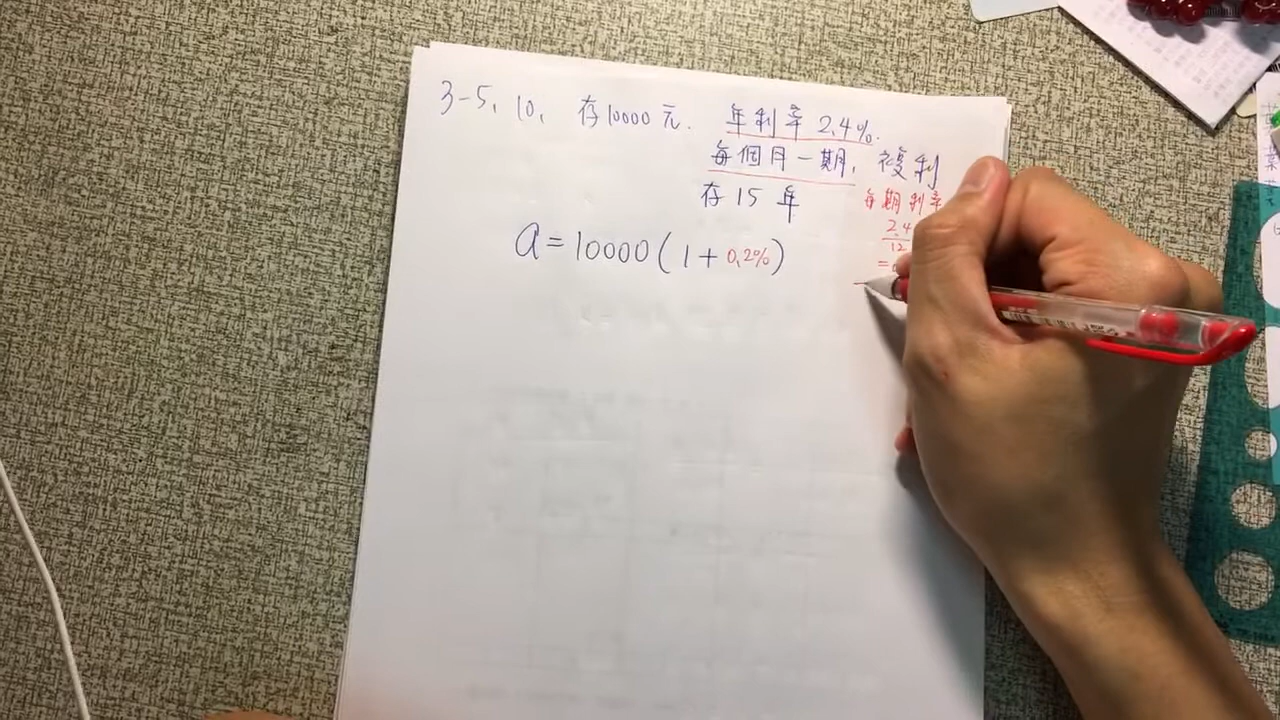 3-5, 10, 存10000元. 年利率2.4%.
每個月一期, 複利
存15年
每期利率
2.4
12
=
a=10000(1+0.2%)